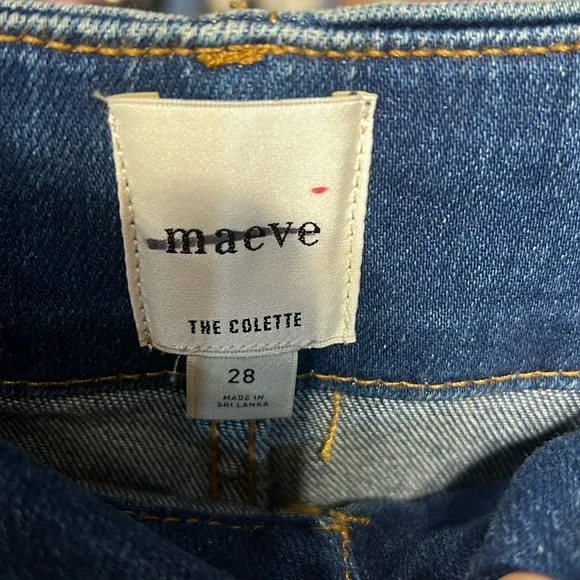 maeve
THE COLETTE
28
MADE IN
SRI LANKA